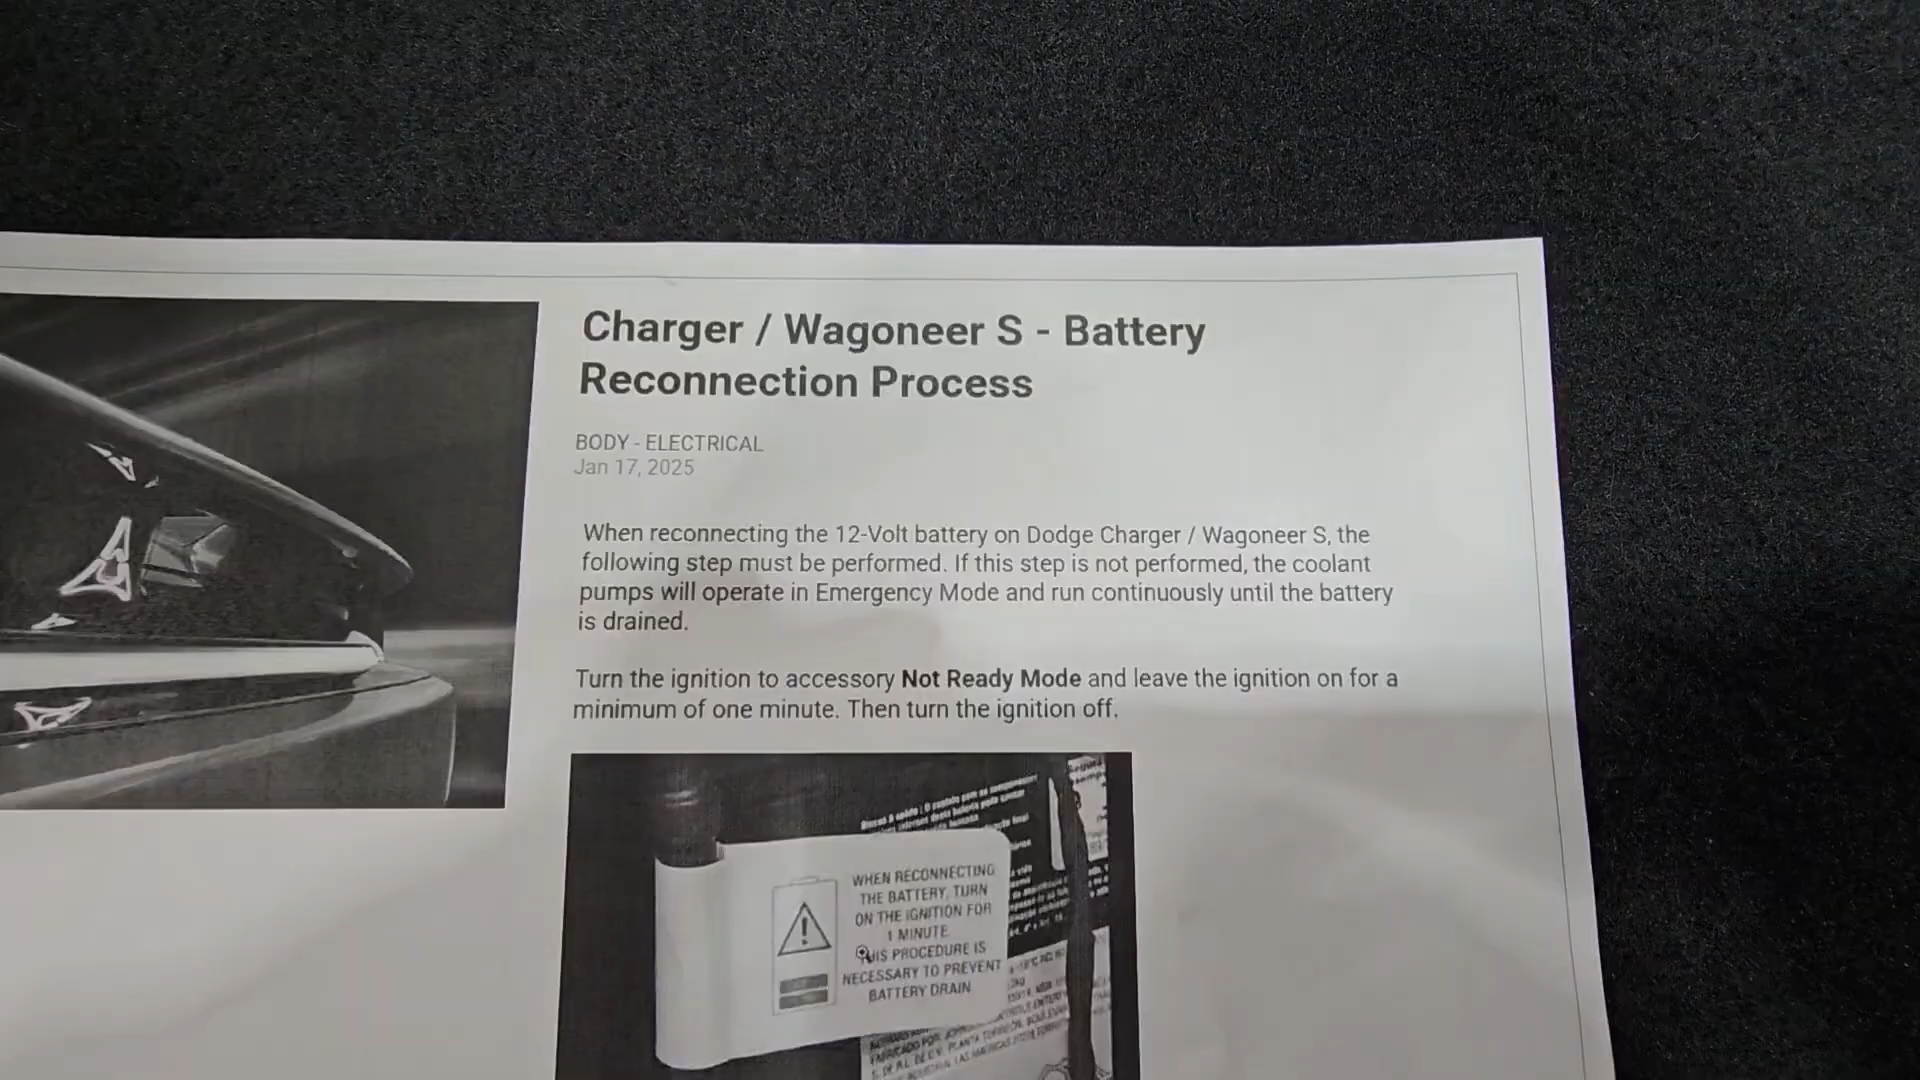 Charger / Wagoneer S - Battery
Reconnection Process
BODY - ELECTRICAL
Jan 17, 2025
When reconnecting the 12-Volt battery on Dodge Charger / Wagoneer S, the
following step must be performed. If this step is not performed, the coolant
pumps will operate in Emergency Mode and run continuously until the battery
is drained.
Turn the ignition to accessory Not Ready Mode and leave the ignition on for a
minimum of one minute. Then turn the ignition off.
WHEN RECONNECTING
THE BATTERY, TURN
ON THE IGNITION FOR
1 MINUTE.
THIS PROCEDURE IS
NECESSARY TO PREVENT
BATTERY DRAIN